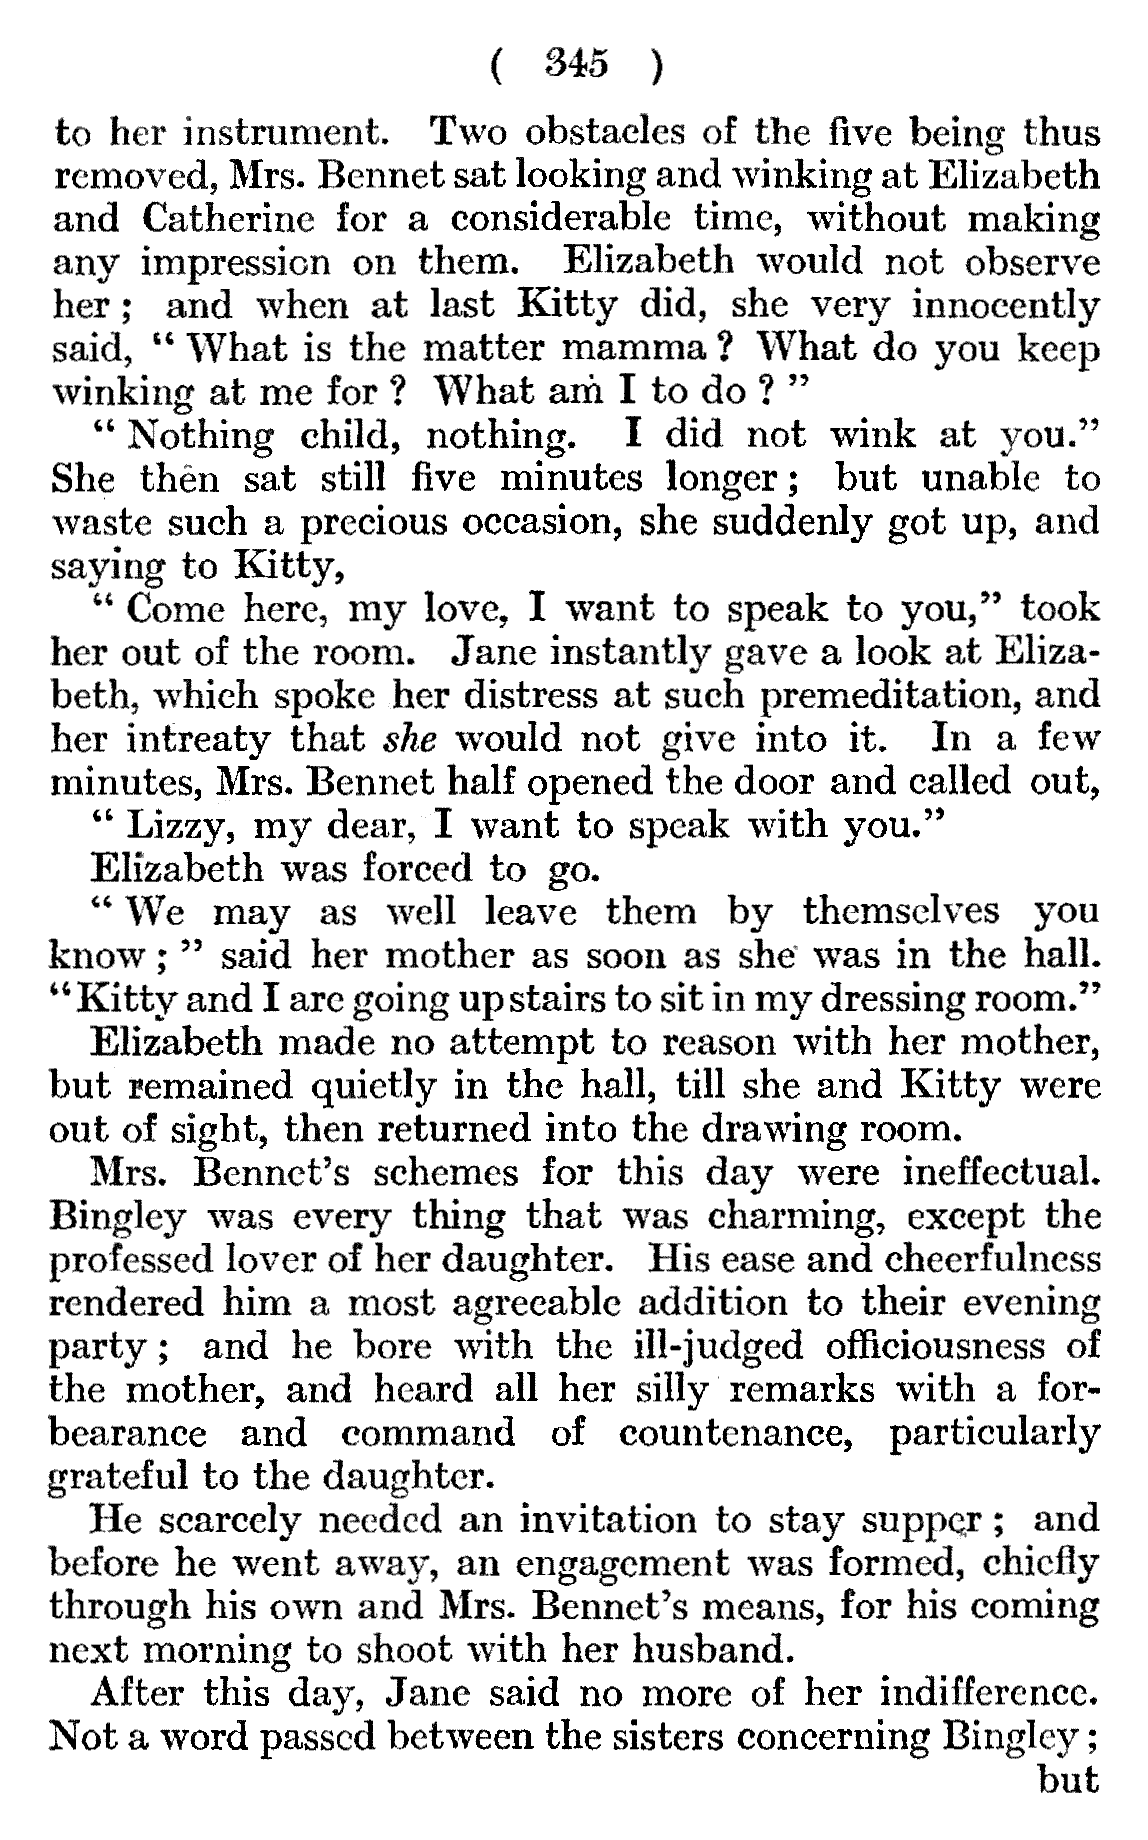 ( 345 )
to her instrument. Two obstacles of the five being thus
removed, Mrs. Bennet sat looking and winking at Elizabeth
and Catherine for a considerable time, without making
any impression on them. Elizabeth would not observe
her ; and when at last Kitty did, she very innocently
said, “ What is the matter mamma ? What do you keep
winking at me for ? What am I to do ? ”
“ Nothing child, nothing. I did not wink at you.”
She then sat still five minutes longer ; but unable to
waste such a precious occasion, she suddenly got up, and
saying to Kitty,
“ Come here, my love, I want to speak to you,” took
her out of the room. Jane instantly gave a look at Eliza-
beth, which spoke her distress at such premeditation, and
her intreaty that she would not give into it. In a few
minutes, Mrs. Bennet half opened the door and called out,
“ Lizzy, my dear, I want to speak with you.”
Elizabeth was forced to go.
“ We may as well leave them by themselves you
know ; ” said her mother as soon as she was in the hall.
“ Kitty and I are going up stairs to sit in my dressing room.”
Elizabeth made no attempt to reason with her mother,
but remained quietly in the hall, till she and Kitty were
out of sight, then returned into the drawing room.
Mrs. Bennet’s schemes for this day were ineffectual.
Bingley was every thing that was charming, except the
professed lover of her daughter. His ease and cheerfulness
rendered him a most agreeable addition to their evening
party ; and he bore with the ill-judged officiousness of
the mother, and heard all her silly remarks with a for-
bearance and command of countenance, particularly
grateful to the daughter.
He scarcely needed an invitation to stay supper ; and
before he went away, an engagement was formed, chiefly
through his own and Mrs. Bennet’s means, for his coming
next morning to shoot with her husband.
After this day, Jane said no more of her indifference.
Not a word passed between the sisters concerning Bingley ;
but